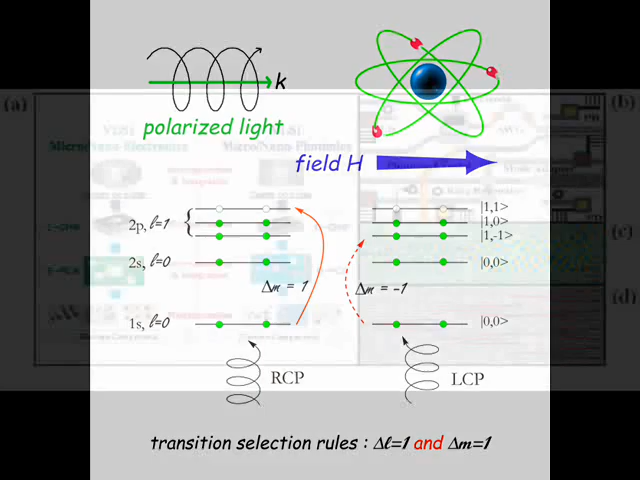 k
polarized light
field H
(a)
(b)
(c)
(d)
2p, ℓ=1
2s, ℓ=0
1s, ℓ=0
Δm = 1
Δm = -1
|1,1>
|1,0>
|1,-1>
|0,0>
|0,0>
RCP
LCP
transition selection rules : Δℓ=1 and Δm=1